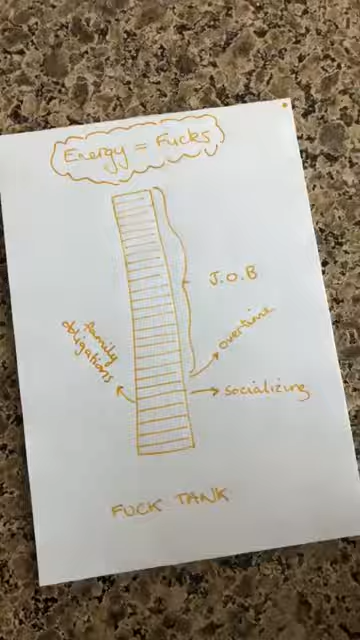 Energy = Fucks
J.O.B
overtime
family
obligations
socializing
FUCK TANK